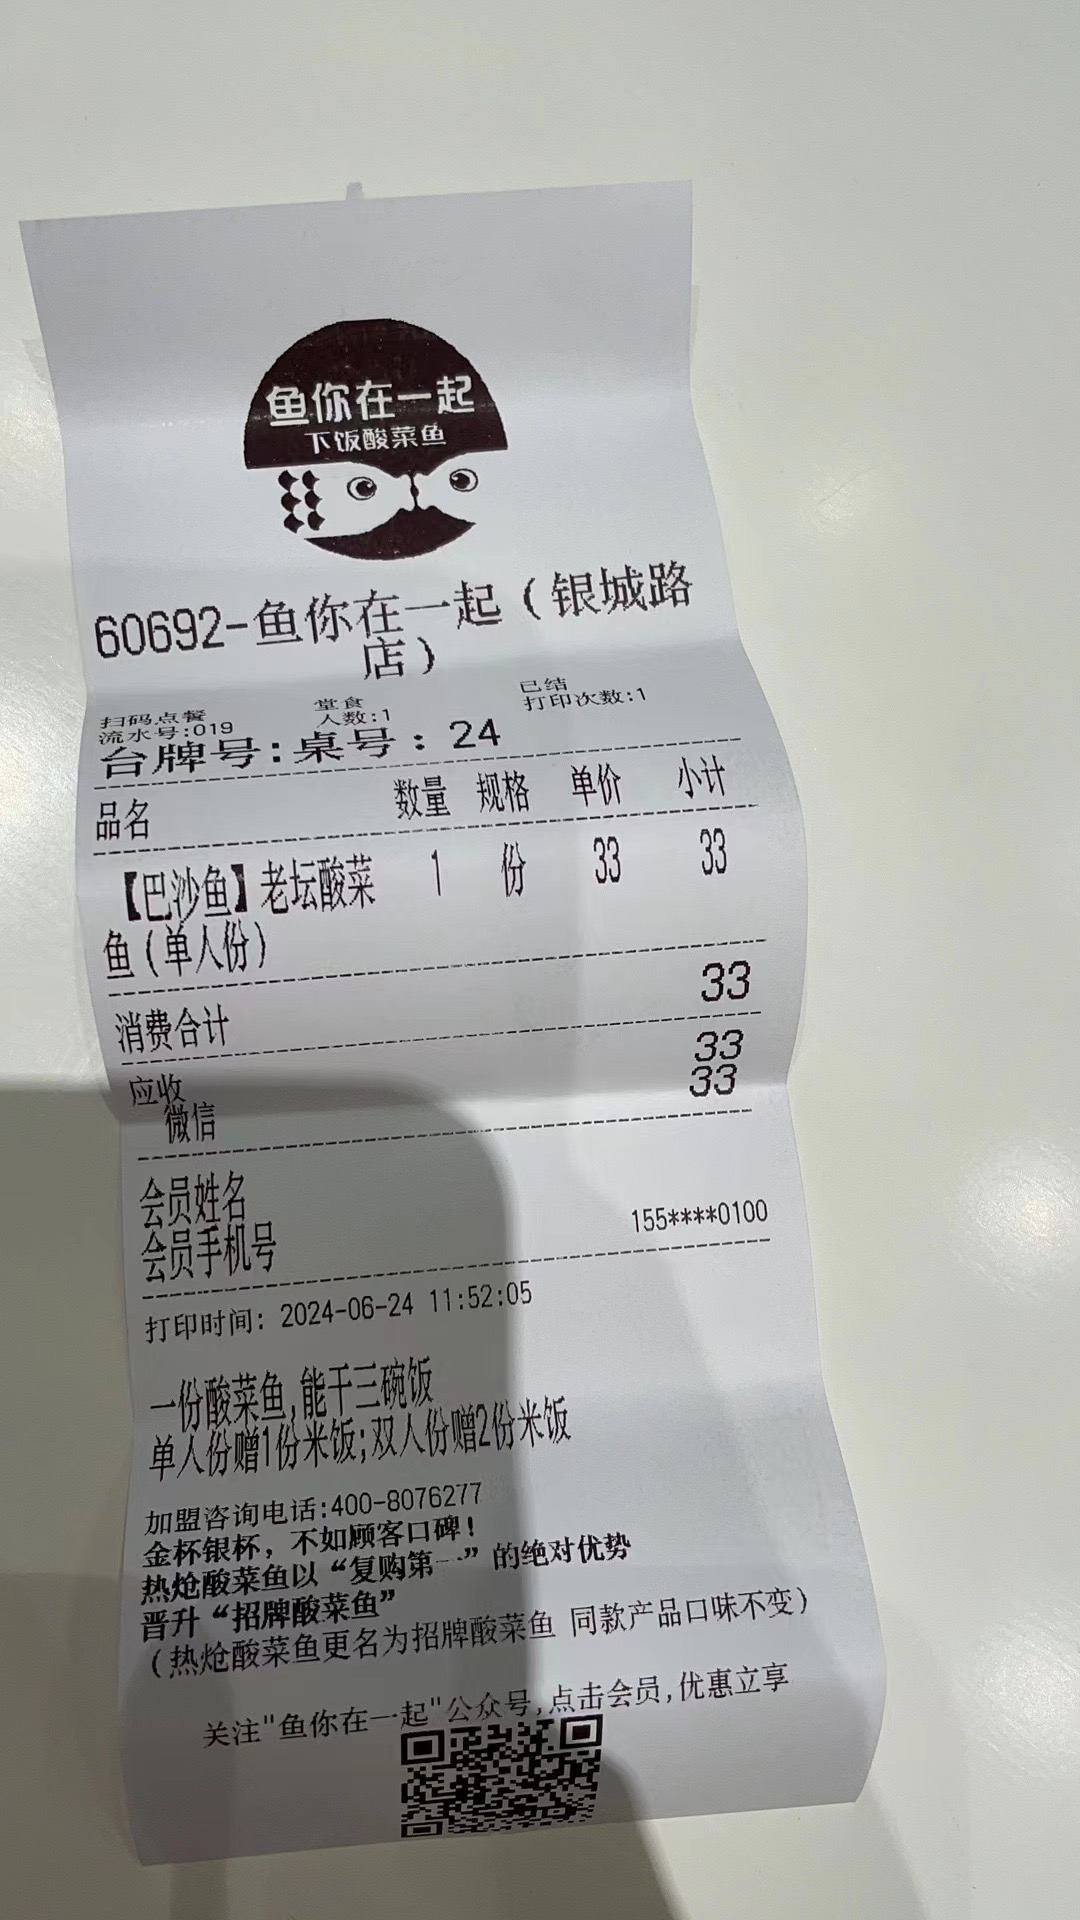 鱼你在一起
下饭酸菜鱼
60692-鱼你在一起（银城路
店）
扫码点餐 堂食 已结
流水号:019 人数:1 打印次数:1
台牌号:桌号：24
品名 数量 规格 单价 小计
【巴沙鱼】老坛酸菜 1 份 33 33
鱼(单人份)
消费合计 33
应收 33
微信 33
会员姓名
会员手机号 155****0100
打印时间: 2024-06-24 11:52:05
一份酸菜鱼,能干三碗饭
单人份赠1份米饭;双人份赠2份米饭
加盟咨询电话:400-8076277
金杯银杯，不如顾客口碑！
热炝酸菜鱼以“复购第一”的绝对优势
晋升“招牌酸菜鱼”
（热炝酸菜鱼更名为招牌酸菜鱼 同款产品口味不变）
关注"鱼你在一起"公众号,点击会员,优惠立享